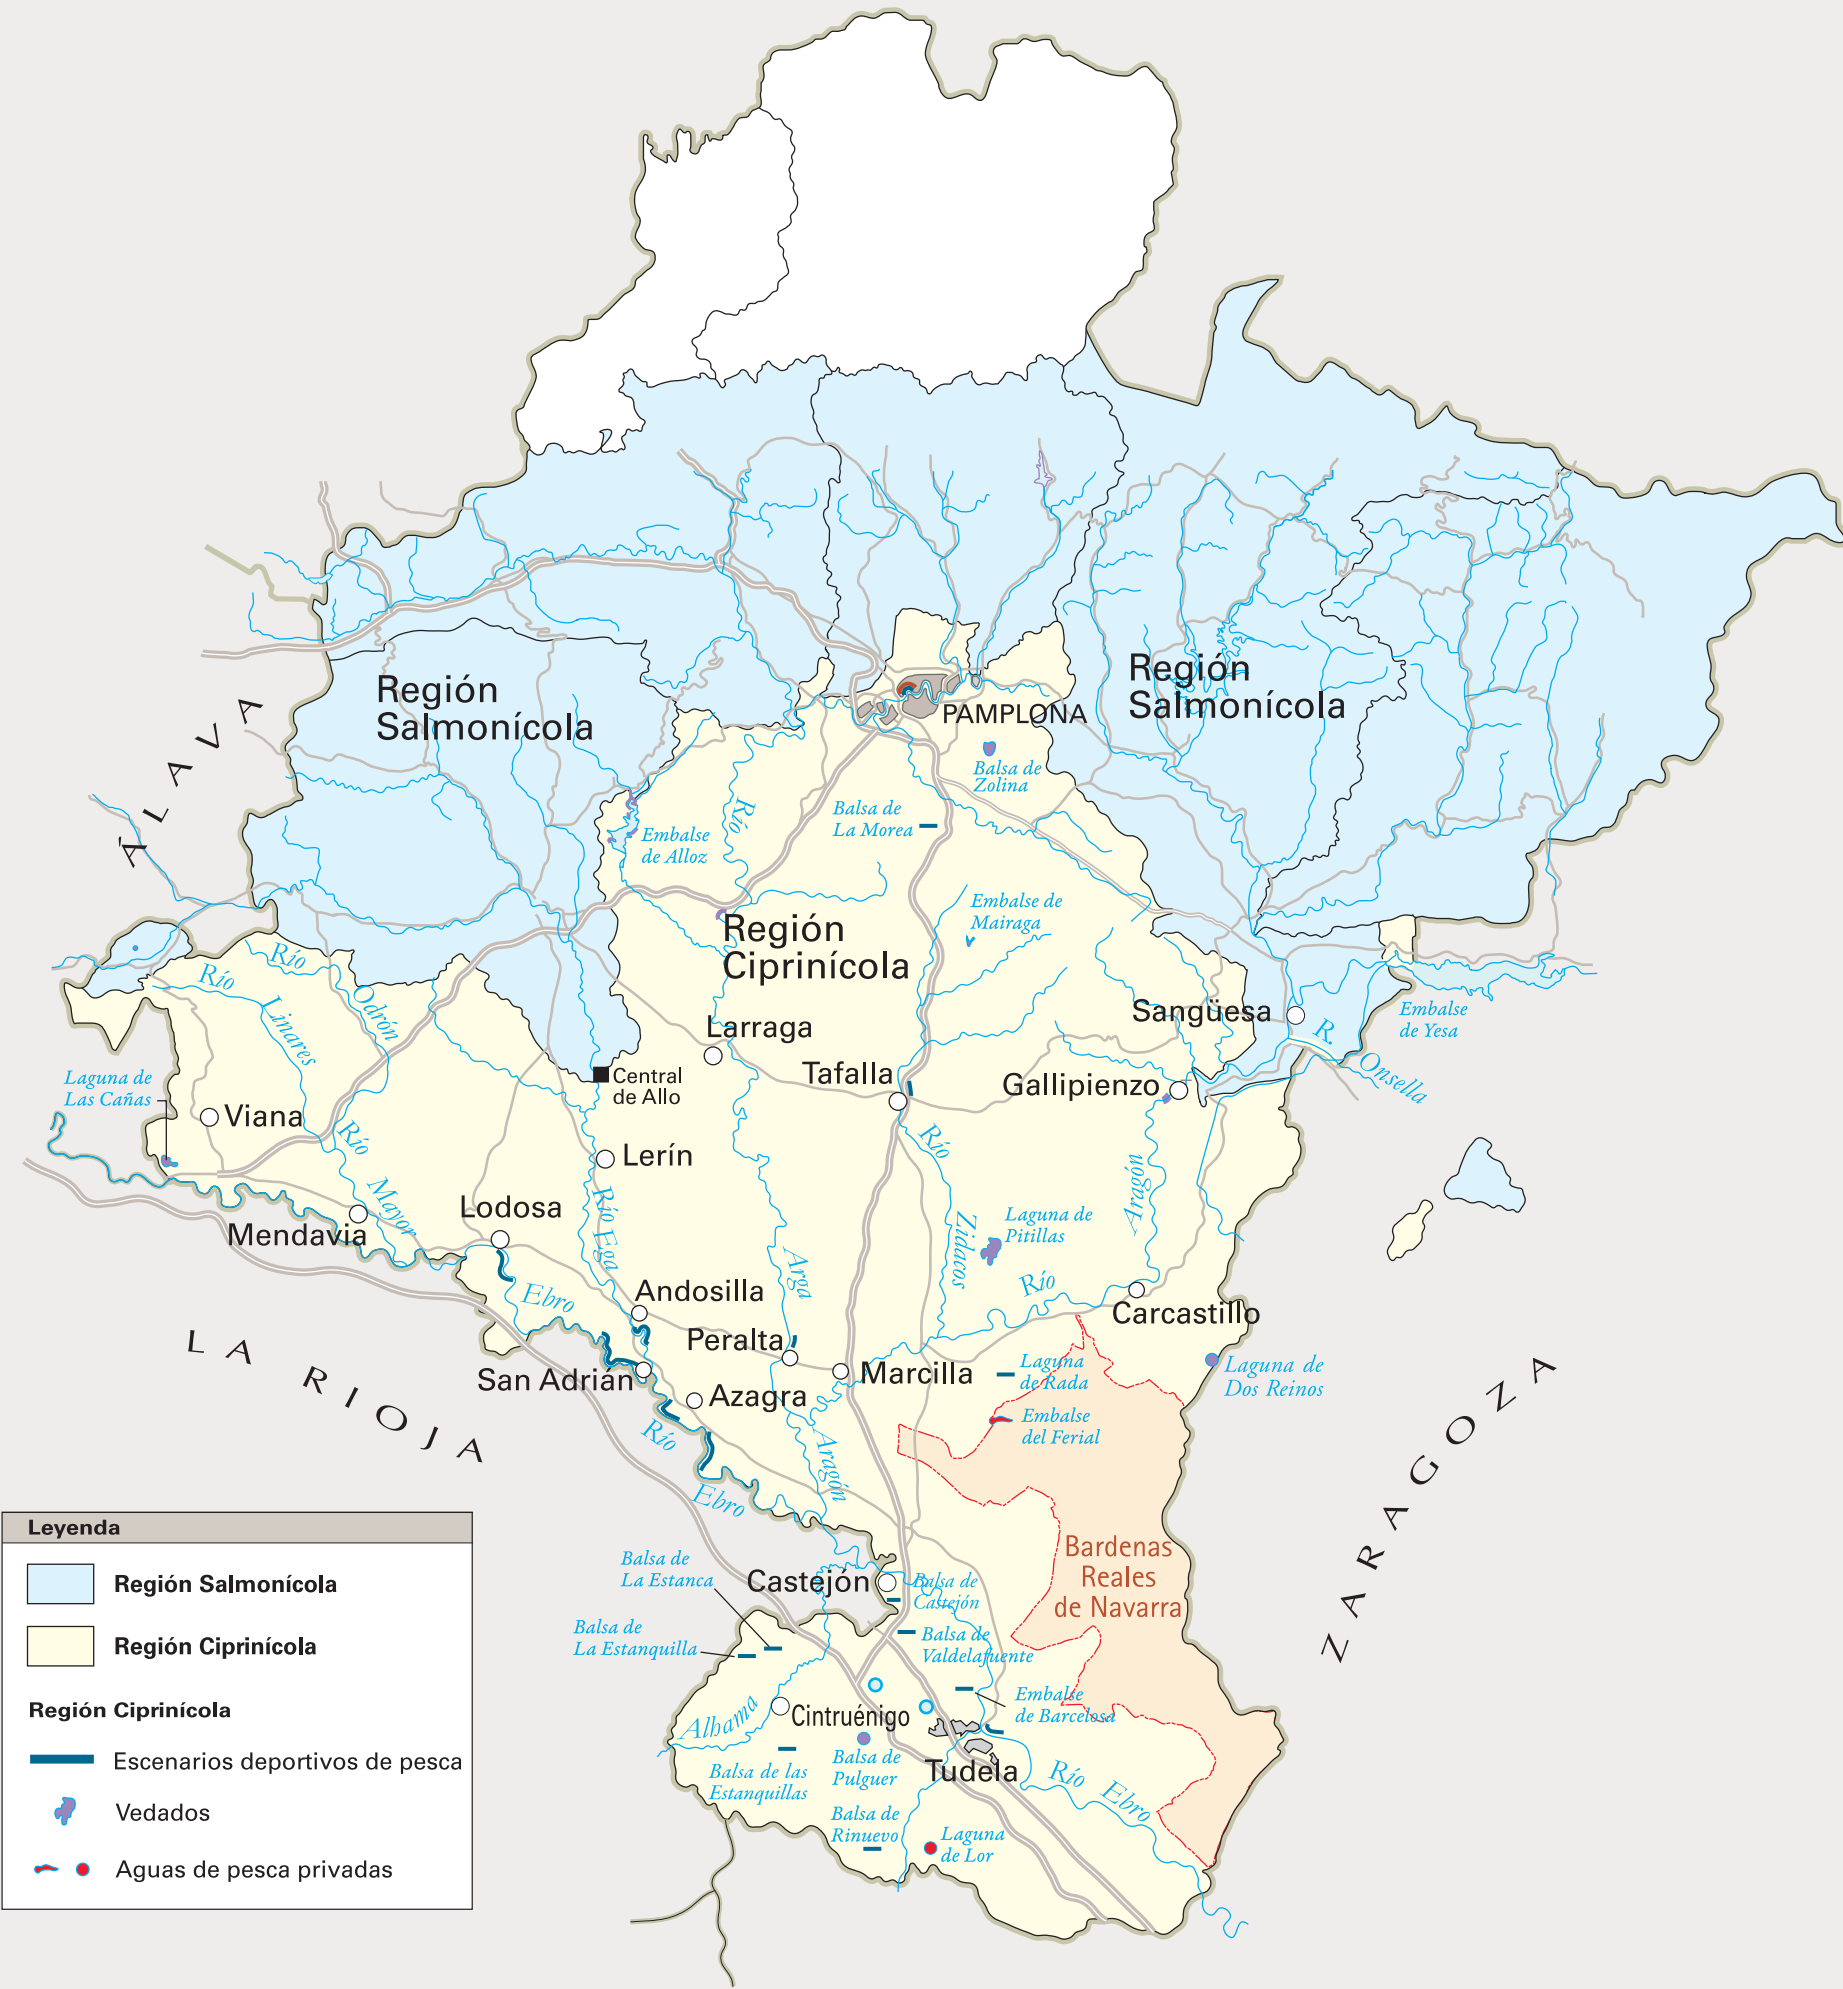 Región
Salmonícola
Región
Salmonícola
PAMPLONA
ÁLAVA
Balsa de
Zolina
Río
Balsa de
La Morea
Embalse
de Alloz
Embalse de
Mairaga
Región
Ciprinícola
Río
Río
Linares
Odrón
Sangüesa
Embalse
de Yesa
R.
Onsella
Larraga
Laguna de
Las Cañas
Central
de Allo
Tafalla
Gallipienzo
Viana
Río
Río
Lerín
Aragón
Mayor
Lodosa
Mendavia
Río Ega
Zidacos
Laguna de
Pitillas
Arga
Río
Ebro
Andosilla
Carcastillo
Peralta
LA RIOJA
San Adrián
Marcilla
Laguna
de Rada
Laguna de
Dos Reinos
Azagra
Embalse
del Ferial
Río
Aragón
Ebro
ZARAGOZA
Bardenas
Reales
de Navarra
Balsa de
La Estanca
Castejón
Balsa de
Castejón
Balsa de
La Estanquilla
Balsa de
Valdelafuente
Alhama
Cintruénigo
Embalse
de Barcelosa
Balsa de las
Estanquillas
Balsa de
Pulguer
Tudela
Río
Ebro
Balsa de
Rinuevo
Laguna
de Lor
Leyenda
Región Salmonícola
Región Ciprinícola
Región Ciprinícola
Escenarios deportivos de pesca
Vedados
Aguas de pesca privadas